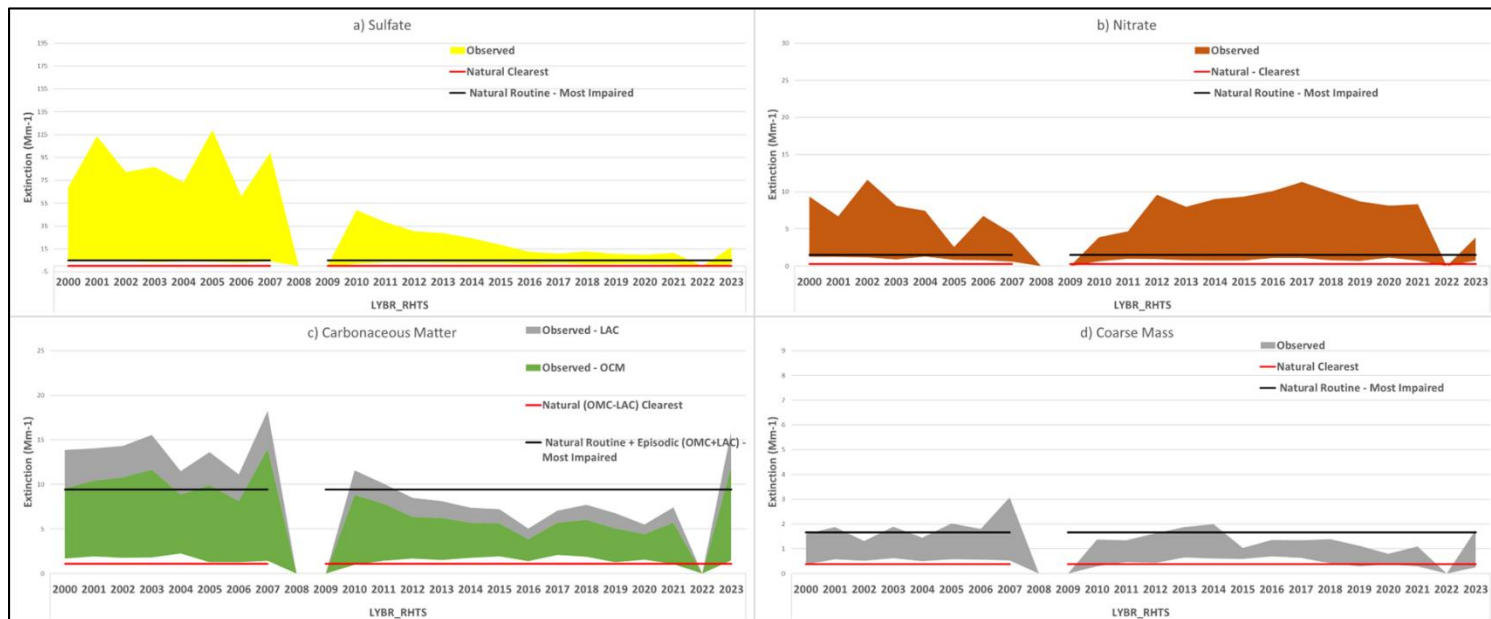 a) Sulfate
195
175
155
135
115
95
75
55
35
15
-5
Extinction (Mm-1)
Observed
Natural Clearest
Natural Routine - Most Impaired
2000 2001 2002 2003 2004 2005 2006 2007 2008 2009 2010 2011 2012 2013 2014 2015 2016 2017 2018 2019 2020 2021 2022 2023
LYBR_RHTS
b) Nitrate
30
25
20
15
10
5
0
Extinction (Mm-1)
Observed
Natural - Clearest
Natural Routine - Most Impaired
2000 2001 2002 2003 2004 2005 2006 2007 2008 2009 2010 2011 2012 2013 2014 2015 2016 2017 2018 2019 2020 2021 2022 2023
LYBR_RHTS
c) Carbonaceous Matter
25
20
15
10
5
0
Extinction (Mm-1)
Observed - LAC
Observed - OCM
Natural (OMC-LAC) Clearest
Natural Routine + Episodic (OMC+LAC) -
Most Impaired
2000 2001 2002 2003 2004 2005 2006 2007 2008 2009 2010 2011 2012 2013 2014 2015 2016 2017 2018 2019 2020 2021 2022 2023
LYBR_RHTS
d) Coarse Mass
9
8
7
6
5
4
3
2
1
0
Extinction (Mm-1)
Observed
Natural Clearest
Natural Routine - Most Impaired
2000 2001 2002 2003 2004 2005 2006 2007 2008 2009 2010 2011 2012 2013 2014 2015 2016 2017 2018 2019 2020 2021 2022 2023
LYBR_RHTS